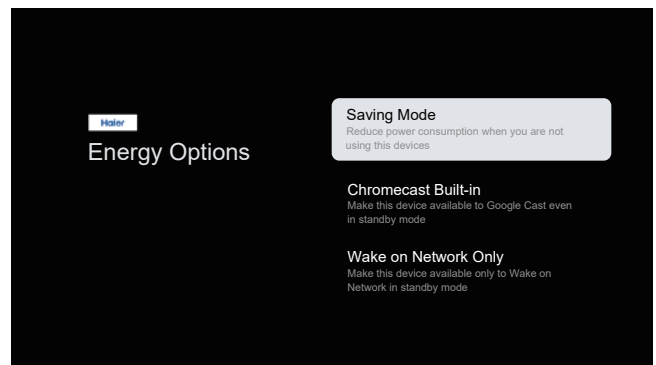 Haier
Energy Options
Saving Mode
Reduce power consumption when you are not
using this devices
Chromecast Built-in
Make this device available to Google Cast even
in standby mode
Wake on Network Only
Make this device available only to Wake on
Network in standby mode